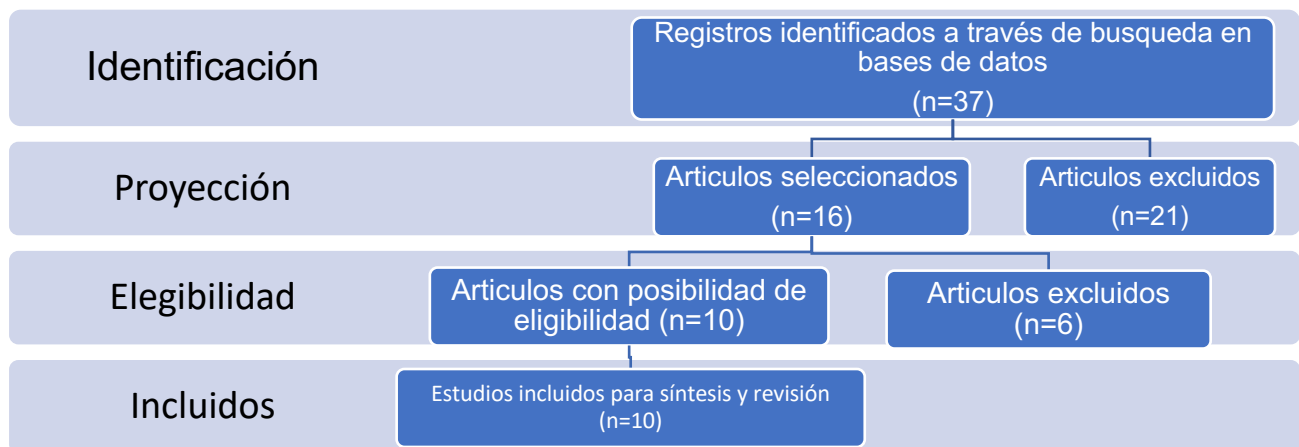 Identificación
Registros identificados a través de busqueda en
bases de datos
(n=37)
Proyección
Articulos seleccionados
(n=16)
Articulos excluidos
(n=21)
Elegibilidad
Articulos con posibilidad de
eligibilidad (n=10)
Articulos excluidos
(n=6)
Incluidos
Estudios incluidos para síntesis y revisión
(n=10)